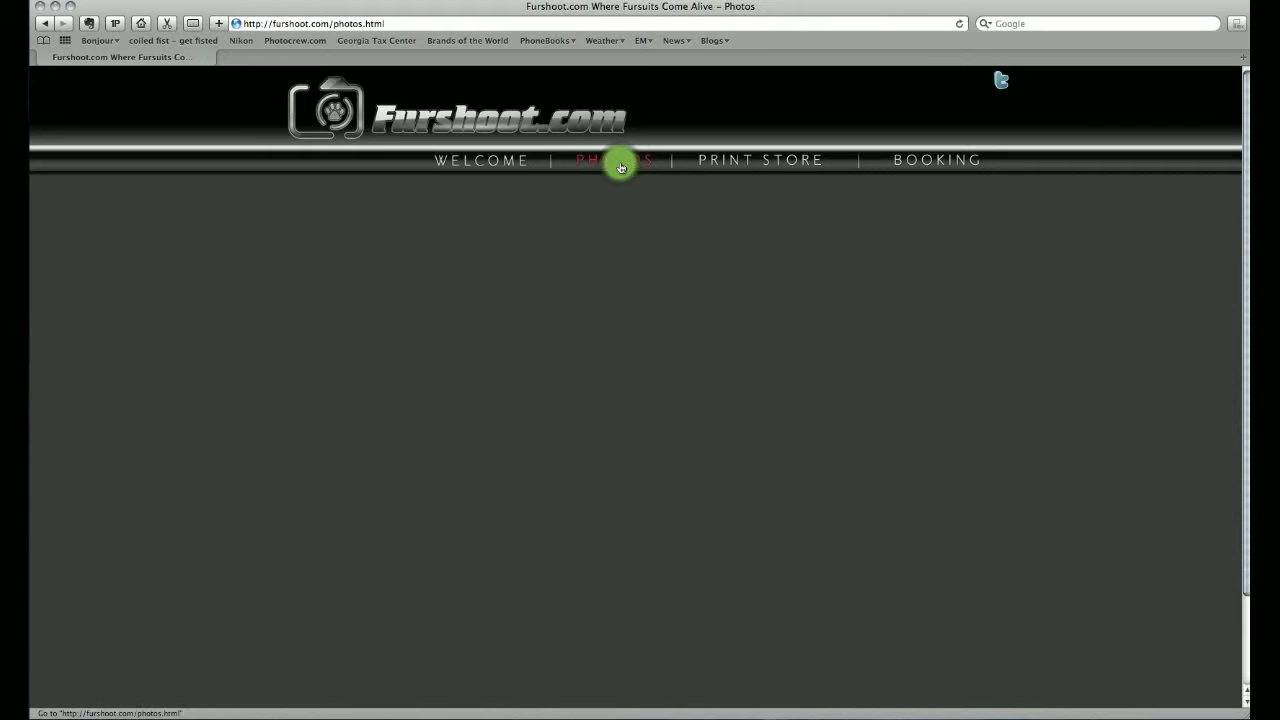 Furshoot.com Where Fursuits Come Alive – Photos
1P + http://furshoot.com/photos.html Google
Bonjour coiled fist – get fisted Nikon Photocrew.com Georgia Tax Center Brands of the World PhoneBooks Weather EM News Blogs
Furshoot.com Where Fursuits Co...
Furshoot.com
WELCOME | PHOTOS | PRINT STORE | BOOKING
Go to "http://furshoot.com/photos.html"